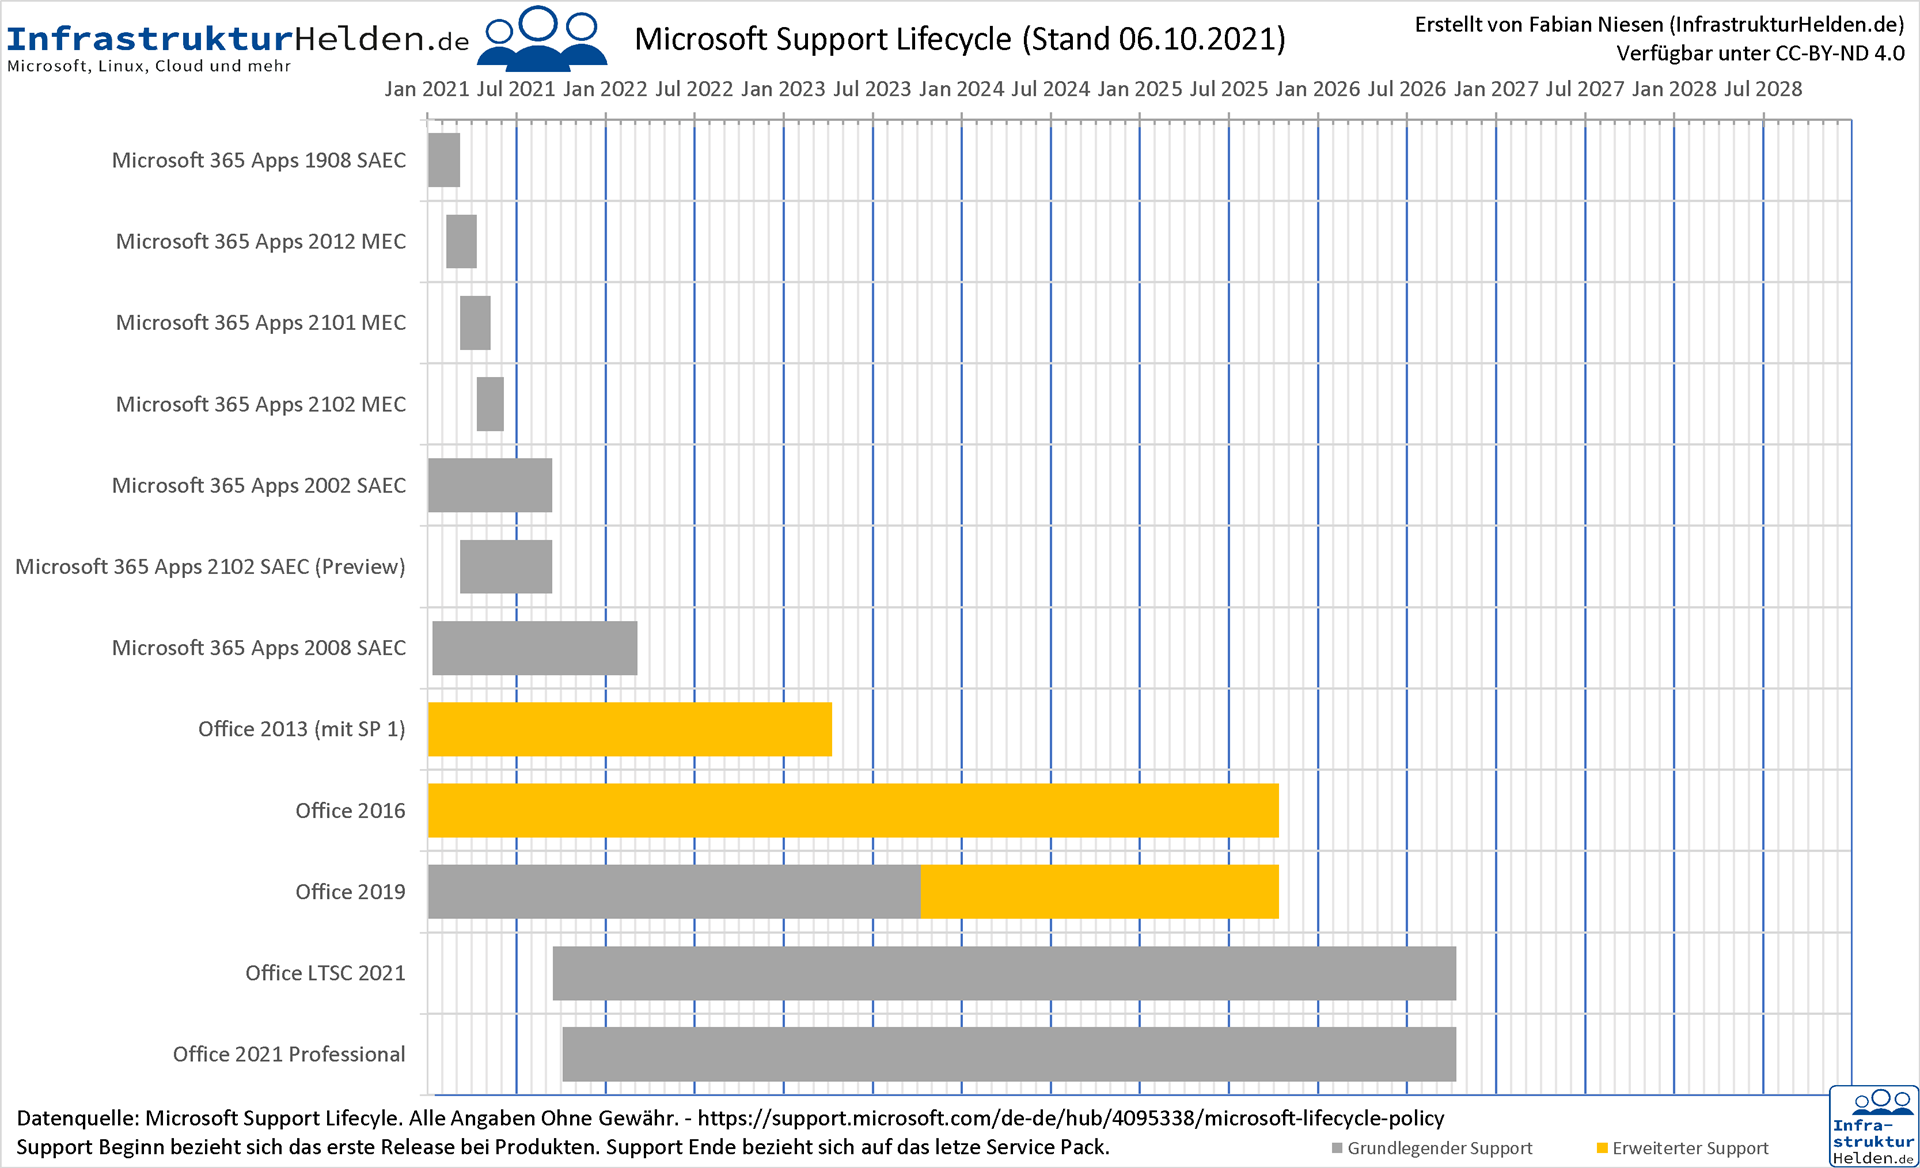 InfrastrukturHelden.de
Microsoft, Linux, Cloud und mehr
Microsoft Support Lifecycle (Stand 06.10.2021)
Erstellt von Fabian Niesen (InfrastrukturHelden.de)
Verfügbar unter CC-BY-ND 4.0
Jan 2021 Jul 2021 Jan 2022 Jul 2022 Jan 2023 Jul 2023 Jan 2024 Jul 2024 Jan 2025 Jul 2025 Jan 2026 Jul 2026 Jan 2027 Jul 2027 Jan 2028 Jul 2028
Microsoft 365 Apps 1908 SAEC
Microsoft 365 Apps 2012 MEC
Microsoft 365 Apps 2101 MEC
Microsoft 365 Apps 2102 MEC
Microsoft 365 Apps 2002 SAEC
Microsoft 365 Apps 2102 SAEC (Preview)
Microsoft 365 Apps 2008 SAEC
Office 2013 (mit SP 1)
Office 2016
Office 2019
Office LTSC 2021
Office 2021 Professional
Datenquelle: Microsoft Support Lifecyle. Alle Angaben Ohne Gewähr. - https://support.microsoft.com/de-de/hub/4095338/microsoft-lifecycle-policy
Support Beginn bezieht sich das erste Release bei Produkten. Support Ende bezieht sich auf das letze Service Pack.
Grundlegender Support
Erweiterter Support
Infra-
struktur
Helden.de